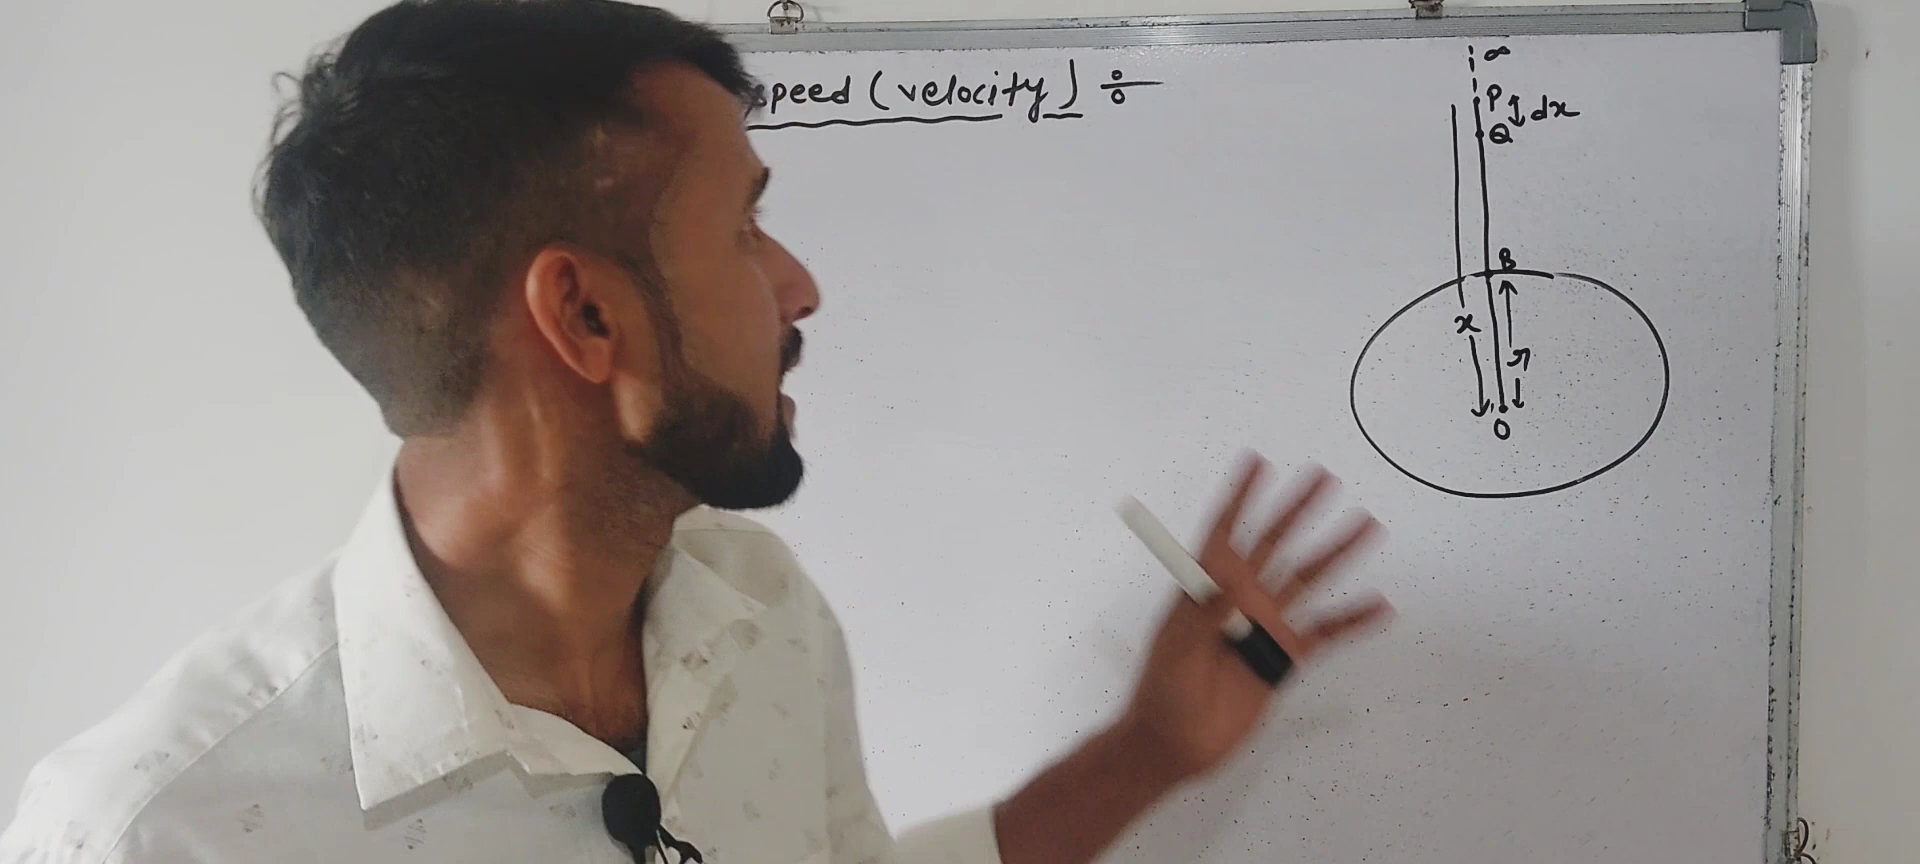 speed (velocity) ÷
∞
P
dx
Q
B
x
r
O